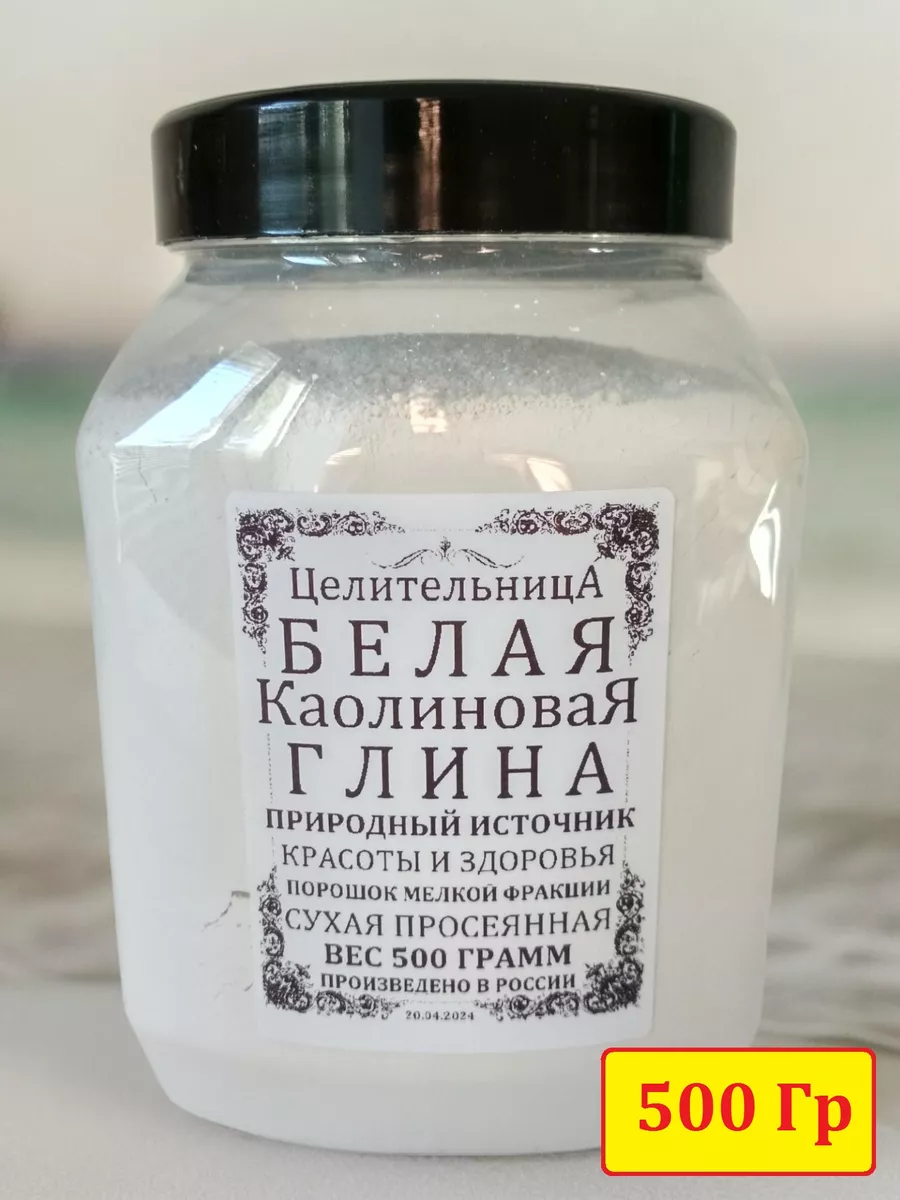 ЦелительницА
БЕЛАЯ
КаолиноваЯ
ГЛИНА
ПРИРОДНЫЙ ИСТОЧНИК
КРАСОТЫ И ЗДОРОВЬЯ
ПОРОШОК МЕЛКОЙ ФРАКЦИИ
СУХАЯ ПРОСЕЯННАЯ
ВЕС 500 ГРАММ
ПРОИЗВЕДЕНО В РОССИИ
20.04.2024
500 Гр